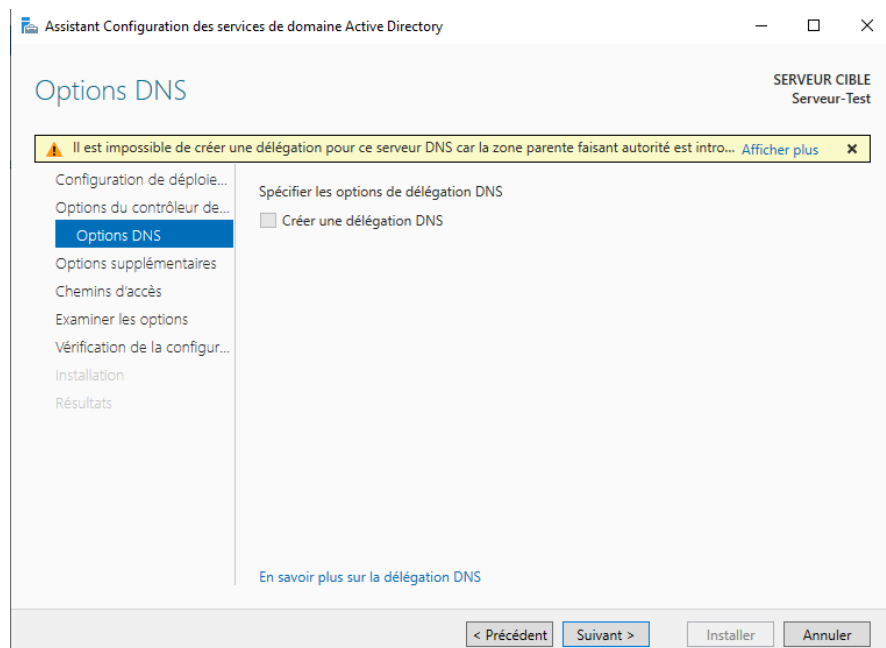 Assistant Configuration des services de domaine Active Directory
Options DNS
SERVEUR CIBLE
Serveur-Test
Il est impossible de créer une délégation pour ce serveur DNS car la zone parente faisant autorité est intro... Afficher plus
Configuration de déploie...
Options du contrôleur de...
Options DNS
Options supplémentaires
Chemins d'accès
Examiner les options
Vérification de la configur...
Installation
Résultats
Spécifier les options de délégation DNS
Créer une délégation DNS
En savoir plus sur la délégation DNS
< Précédent Suivant > Installer Annuler